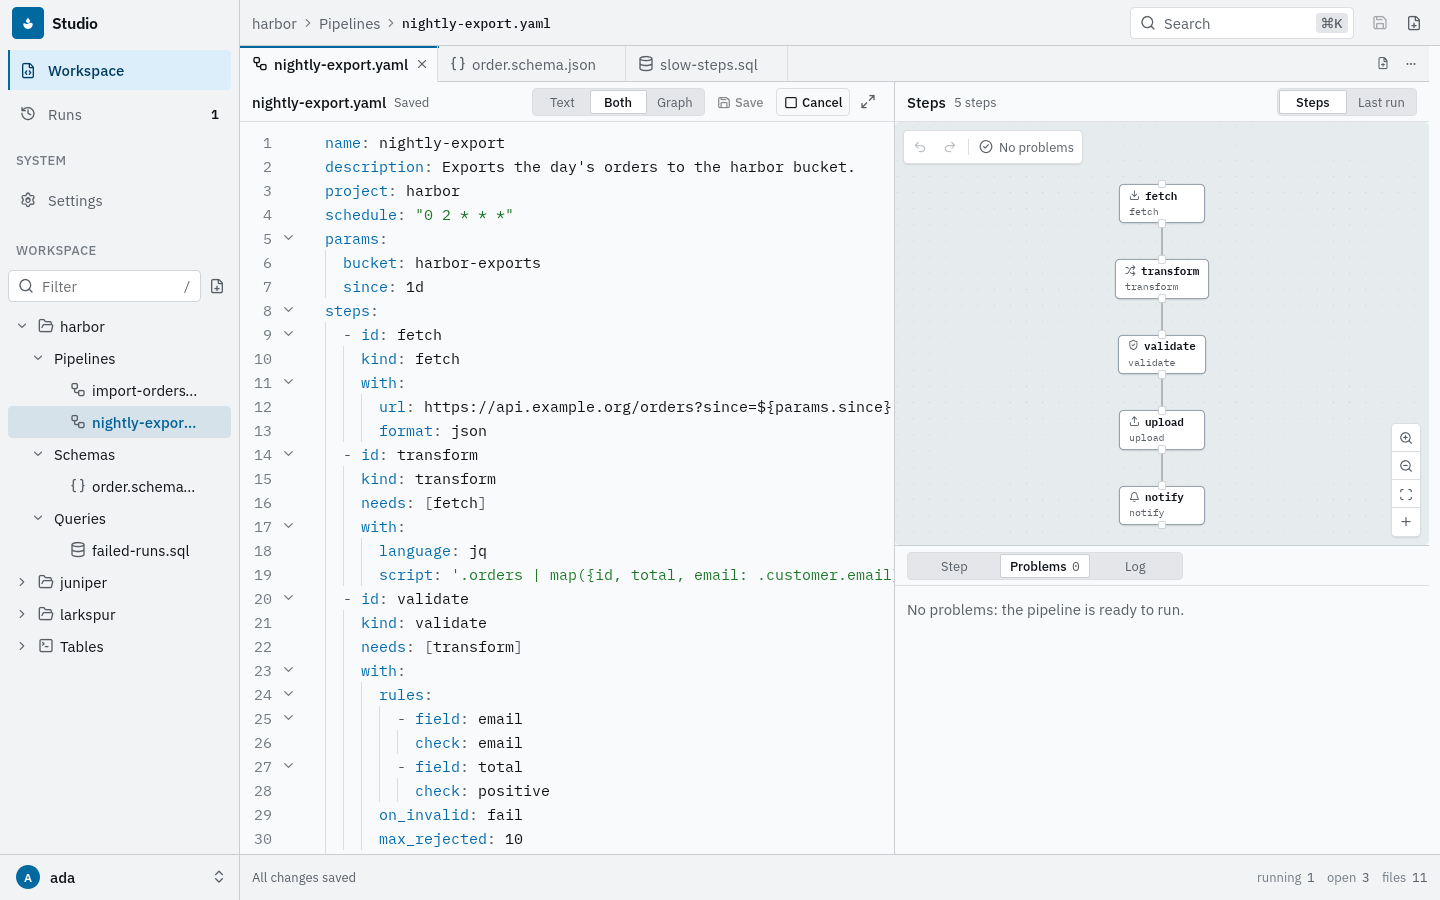 Studio
Workspace
Runs 1
SYSTEM
Settings
WORKSPACE
Filter /
harbor
Pipelines
import-orders...
nightly-expor...
Schemas
order.schema...
Queries
failed-runs.sql
juniper
larkspur
Tables
A ada
harbor > Pipelines > nightly-export.yaml
Search ⌘K
nightly-export.yaml ×
{} order.schema.json
slow-steps.sql
nightly-export.yaml Saved
Text Both Graph
Save Cancel
1 name: nightly-export
2 description: Exports the day's orders to the harbor bucket.
3 project: harbor
4 schedule: "0 2 * * *"
5 params:
6 bucket: harbor-exports
7 since: 1d
8 steps:
9 - id: fetch
10 kind: fetch
11 with:
12 url: https://api.example.org/orders?since=${params.since}
13 format: json
14 - id: transform
15 kind: transform
16 needs: [fetch]
17 with:
18 language: jq
19 script: '.orders | map({id, total, email: .customer.email}
20 - id: validate
21 kind: validate
22 needs: [transform]
23 with:
24 rules:
25 - field: email
26 check: email
27 - field: total
28 check: positive
29 on_invalid: fail
30 max_rejected: 10
Steps 5 steps
Steps Last run
No problems
fetch
fetch
transform
transform
validate
validate
upload
upload
notify
notify
Step Problems 0 Log
No problems: the pipeline is ready to run.
All changes saved
running 1 open 3 files 11